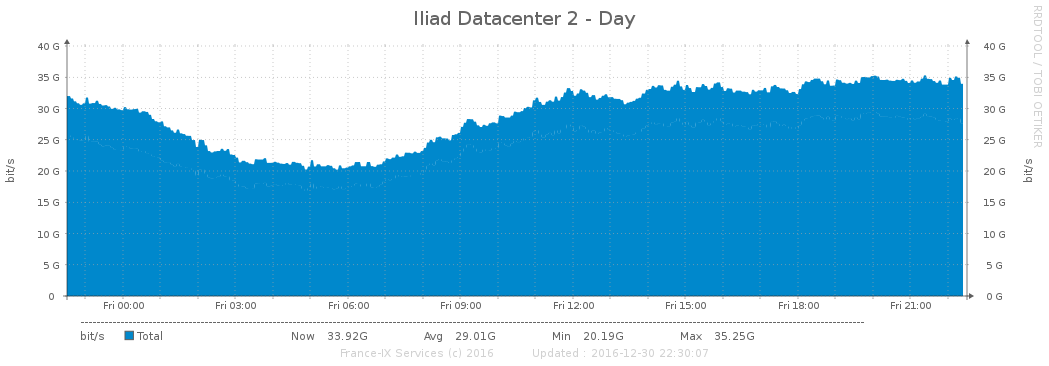 Iliad Datacenter 2 - Day
RRDTOOL / TOBI OETIKER
40 G 40 G
35 G 35 G
30 G 30 G
25 G 25 G
20 G 20 G
15 G 15 G
10 G 10 G
5 G 5 G
0 0 G
bit/s bit/s
Fri 00:00 Fri 03:00 Fri 06:00 Fri 09:00 Fri 12:00 Fri 15:00 Fri 18:00 Fri 21:00
bit/s Total Now 33.92G Avg 29.01G Min 20.19G Max 35.25G
France-IX Services (c) 2016 Updated : 2016-12-30 22:30:07